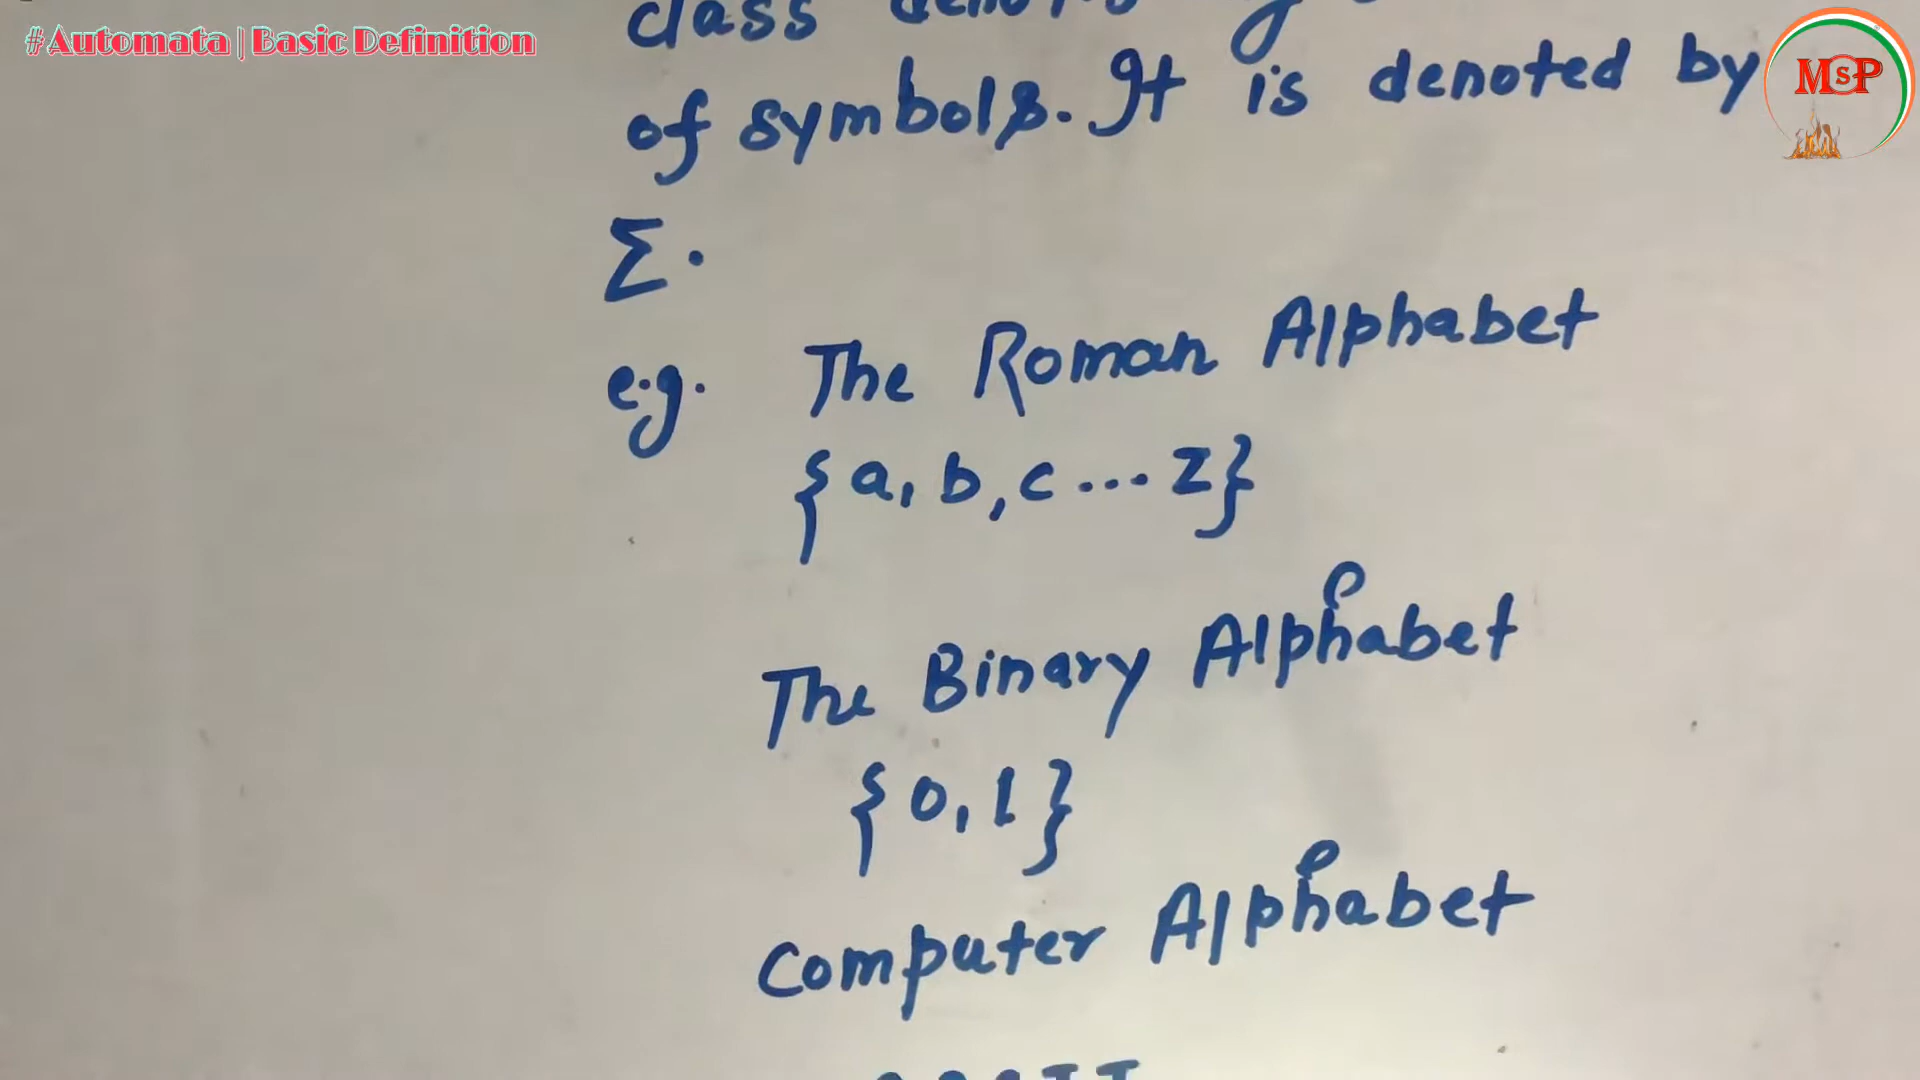 #Automata | Basic Definition
MSP
class
of symbols. It is denoted by
Σ.
e.g. The Roman Alphabet
{a, b, c ... z}
The Binary Alphabet
{0, 1}
Computer Alphabet